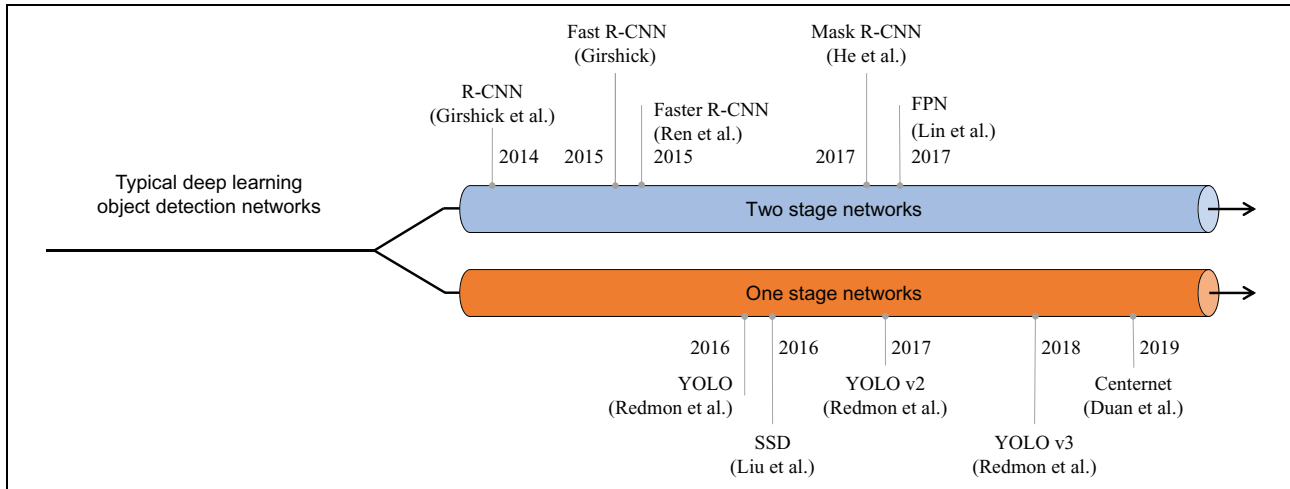 Fast R-CNN
(Girshick)
Mask R-CNN
(He et al.)
R-CNN
(Girshick et al.)
Faster R-CNN
(Ren et al.)
FPN
(Lin et al.)
2014
2015
2015
2017
2017
Typical deep learning
object detection networks
Two stage networks
One stage networks
2016
2016
2017
2018
2019
YOLO
(Redmon et al.)
YOLO v2
(Redmon et al.)
Centernet
(Duan et al.)
SSD
(Liu et al.)
YOLO v3
(Redmon et al.)